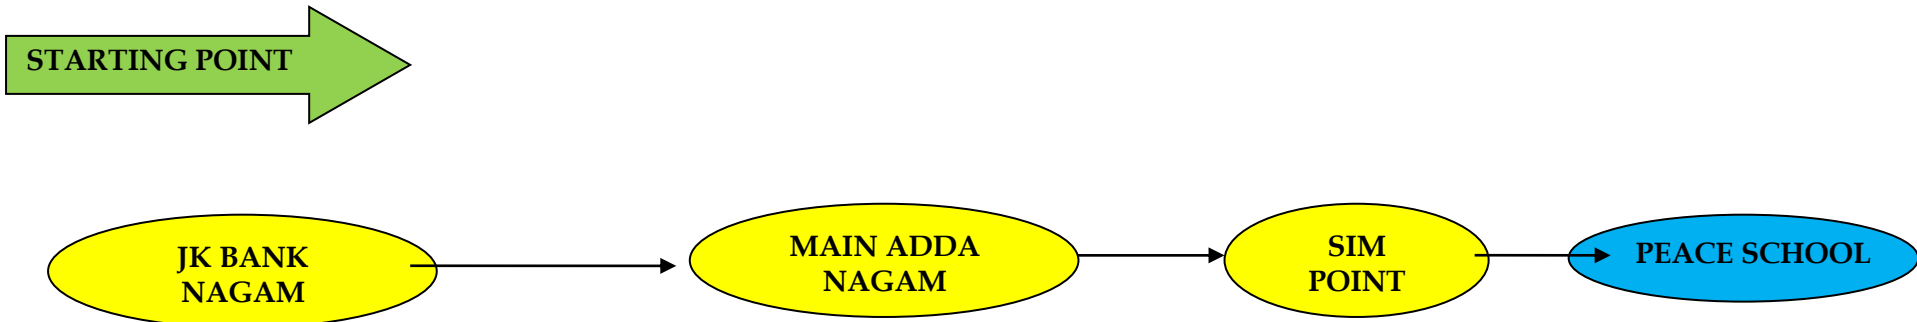 STARTING POINT
JK BANK
NAGAM
MAIN ADDA
NAGAM
SIM
POINT
PEACE SCHOOL